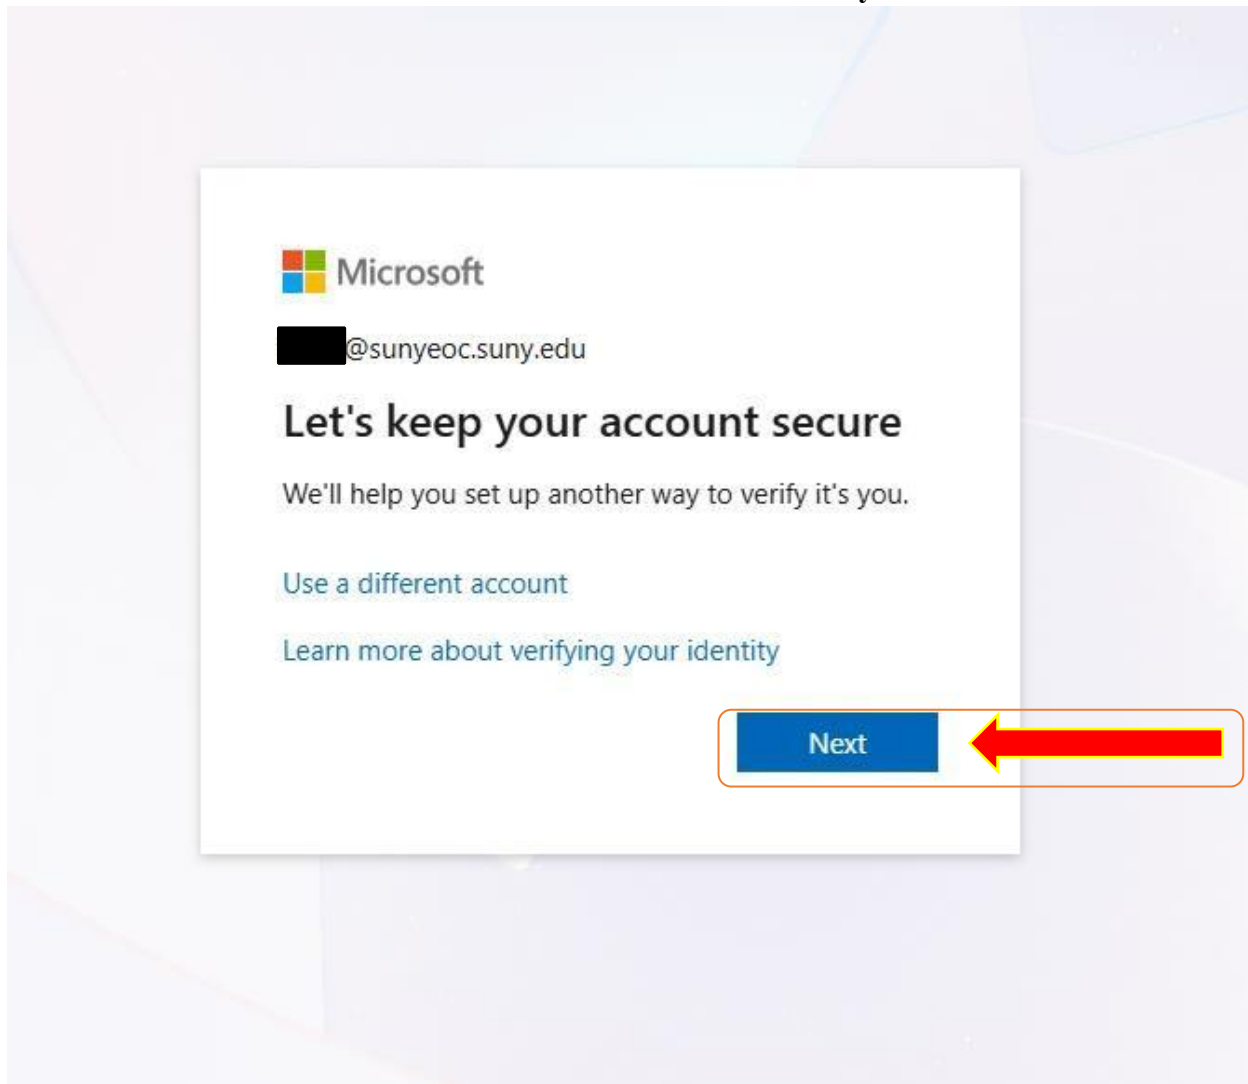 Microsoft
@sunyeoc.suny.edu
Let's keep your account secure
We'll help you set up another way to verify it's you.
Use a different account
Learn more about verifying your identity
Next